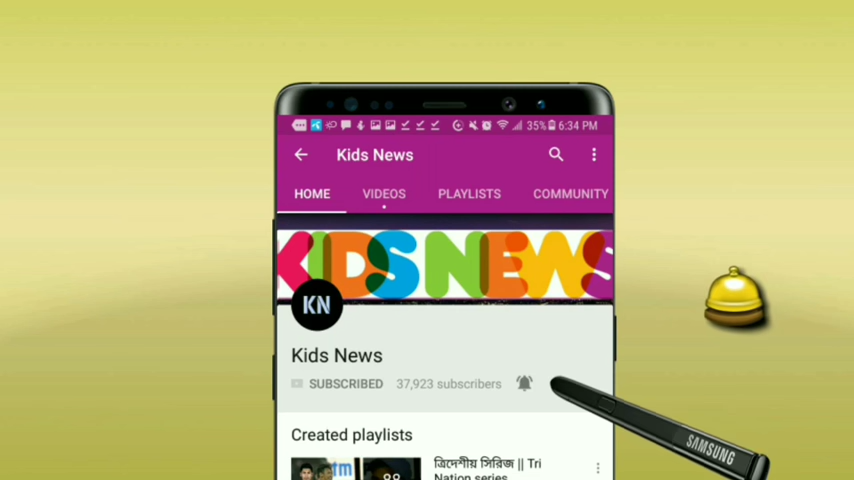 35% 6:34 PM
Kids News
HOME VIDEOS PLAYLISTS COMMUNITY
KIDS NEWS
KN
Kids News
SUBSCRIBED 37,923 subscribers
SAMSUNG
Created playlists
ত্রিদেশীয় সিরিজ || Tri
Nation series